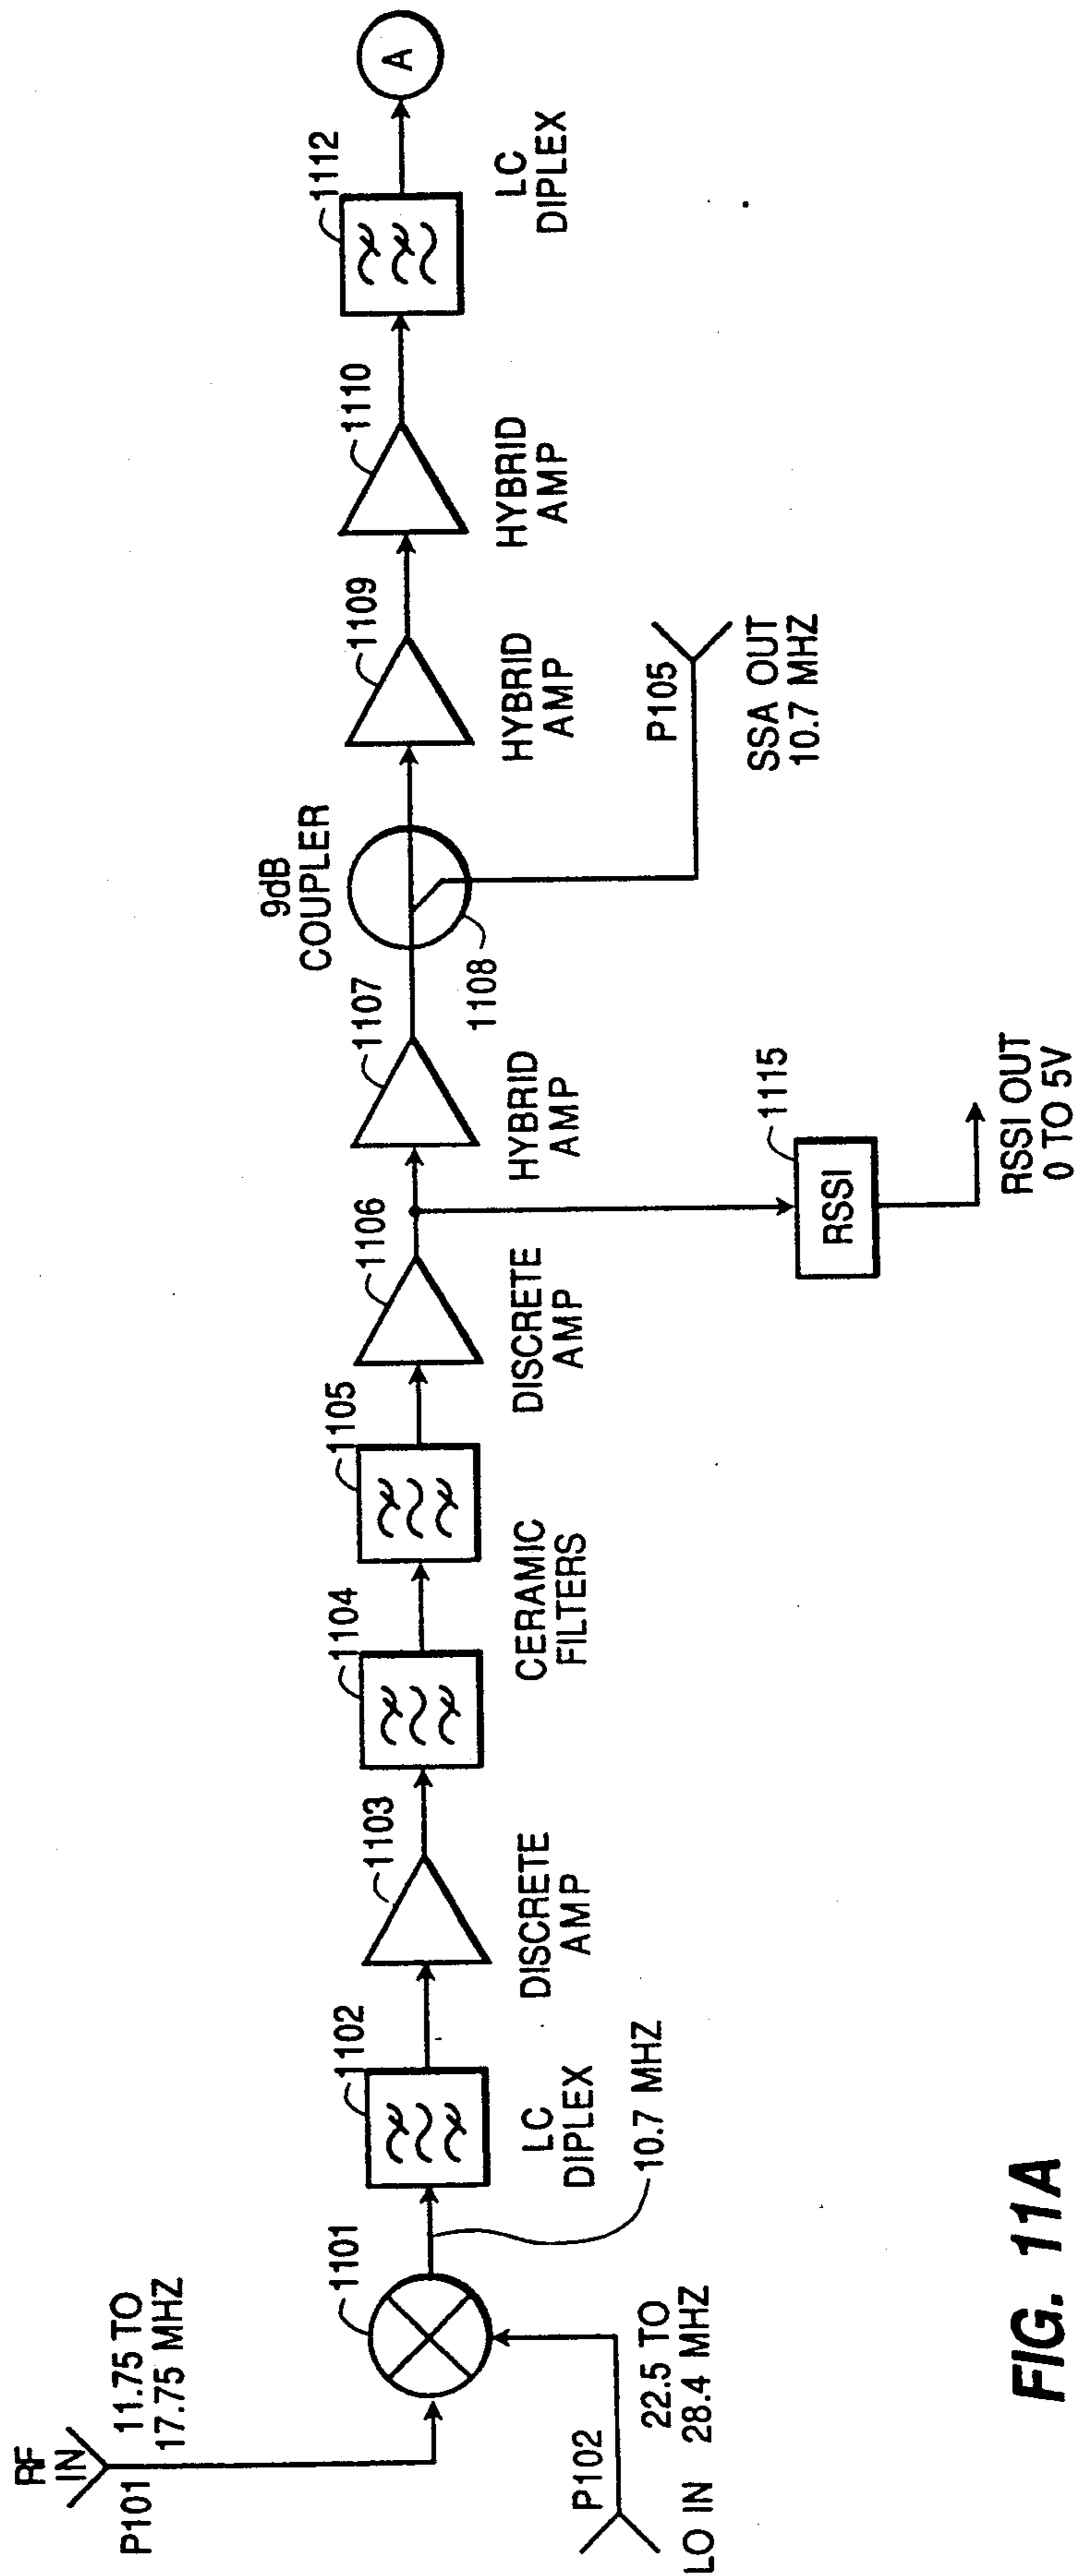 RF
IN
P101
11.75 TO
17.75 MHZ
P102
LO IN
22.5 TO
28.4 MHZ
1101
10.7 MHZ
1102
LC
DIPLEX
1103
DISCRETE
AMP
1104
1105
CERAMIC
FILTERS
1106
DISCRETE
AMP
1115
RSSI
RSSI OUT
0 TO 5V
1107
HYBRID
AMP
9dB
COUPLER
1108
P105
SSA OUT
10.7 MHZ
1109
HYBRID
AMP
1110
HYBRID
AMP
1112
LC
DIPLEX
A
FIG. 11A